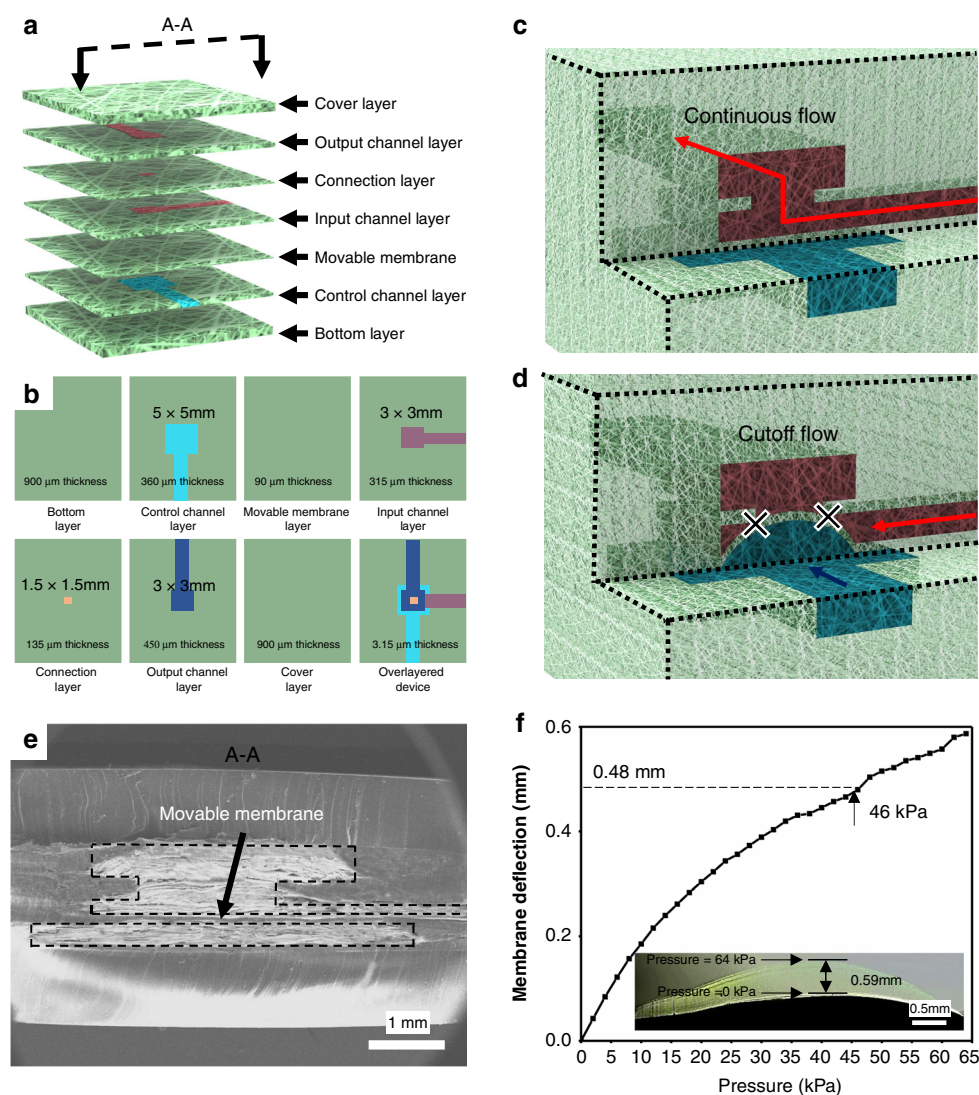 a
A-A
Cover layer
Output channel layer
Connection layer
Input channel layer
Movable membrane
Control channel layer
Bottom layer
b
5 × 5mm
3 × 3mm
900 μm thickness
360 μm thickness
90 μm thickness
315 μm thickness
Bottom
layer
Control channel
layer
Movable membrane
layer
Input channel
layer
1.5 × 1.5mm
3 × 3mm
135 μm thickness
450 μm thickness
900 μm thickness
3.15 μm thickness
Connection
layer
Output channel
layer
Cover
layer
Overlayered
device
c
Continuous flow
d
Cutoff flow
e
A-A
Movable membrane
1 mm
f
Membrane deflection (mm)
0.6
0.4
0.2
0.0
0.48 mm
46 kPa
Pressure = 64 kPa
Pressure =0 kPa
0.59mm
0.5mm
0 5 10 15 20 25 30 35 40 45 50 55 60 65
Pressure (kPa)